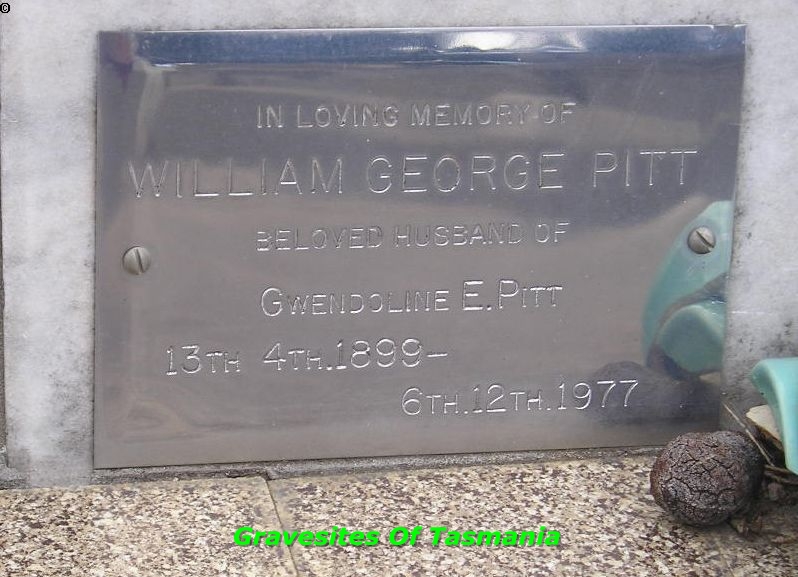 ©
IN LOVING MEMORY OF
WILLIAM GEORGE PITT
BELOVED HUSBAND OF
GWENDOLINE E. PITT
13TH 4TH. 1899-
6TH. 12TH. 1977
Gravesites Of Tasmania